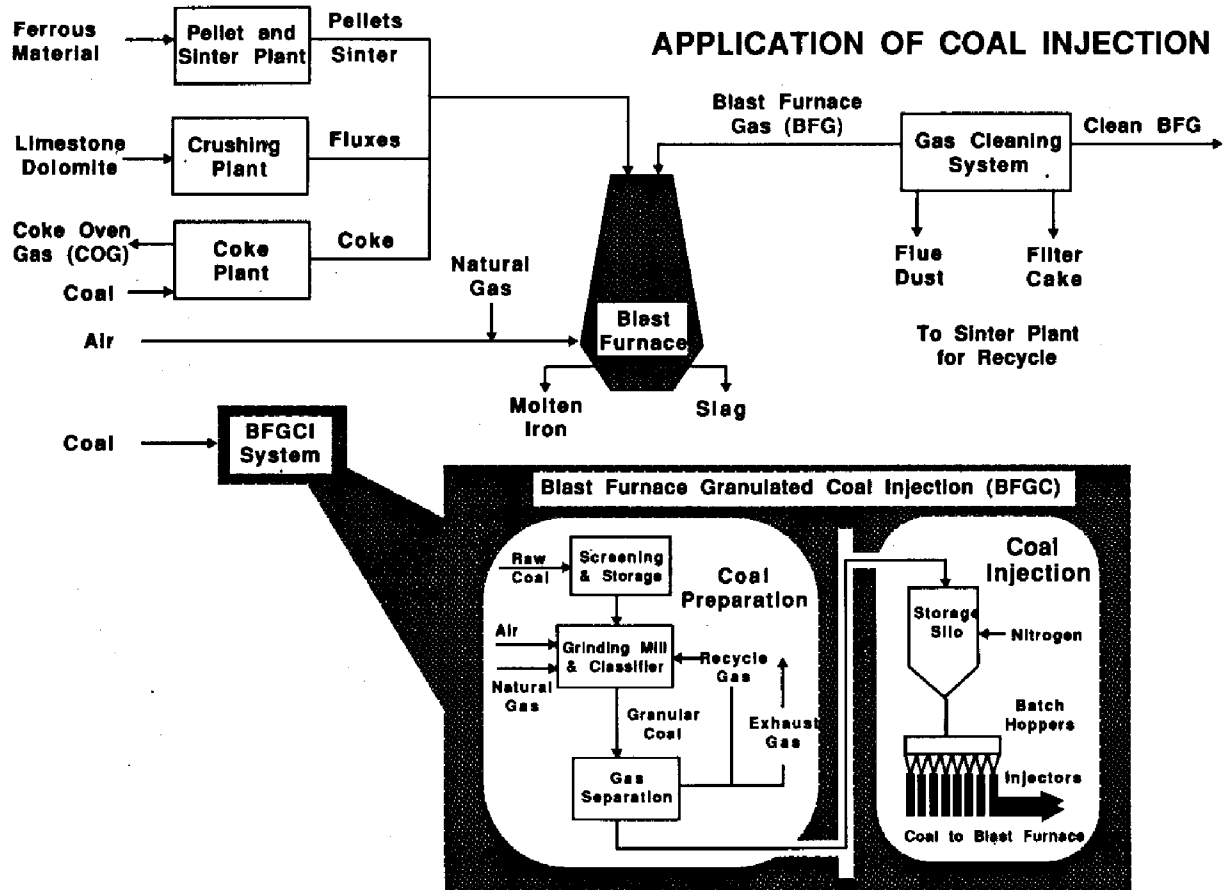 APPLICATION OF COAL INJECTION
Ferrous
Material
Pellet and
Sinter Plant
Pellets
Sinter
Limestone
Dolomite
Crushing
Plant
Fluxes
Coke Oven
Gas (COG)
Coal
Coke
Plant
Coke
Natural
Gas
Air
Blast
Furnace
Blast Furnace
Gas (BFG)
Gas Cleaning
System
Clean BFG
Flue
Dust
Filter
Cake
To Sinter Plant
for Recycle
Molten
Iron
Slag
Coal
BFGCI
System
Blast Furnace Granulated Coal Injection (BFGC)
Raw
Coal
Screening
& Storage
Coal
Preparation
Air
Natural
Gas
Grinding Mill
& Classifier
Recycle
Gas
Granular
Coal
Exhaust
Gas
Gas
Separation
Coal
Injection
Storage
Silo
Nitrogen
Batch
Hoppers
Injectors
Coal to Blast Furnace